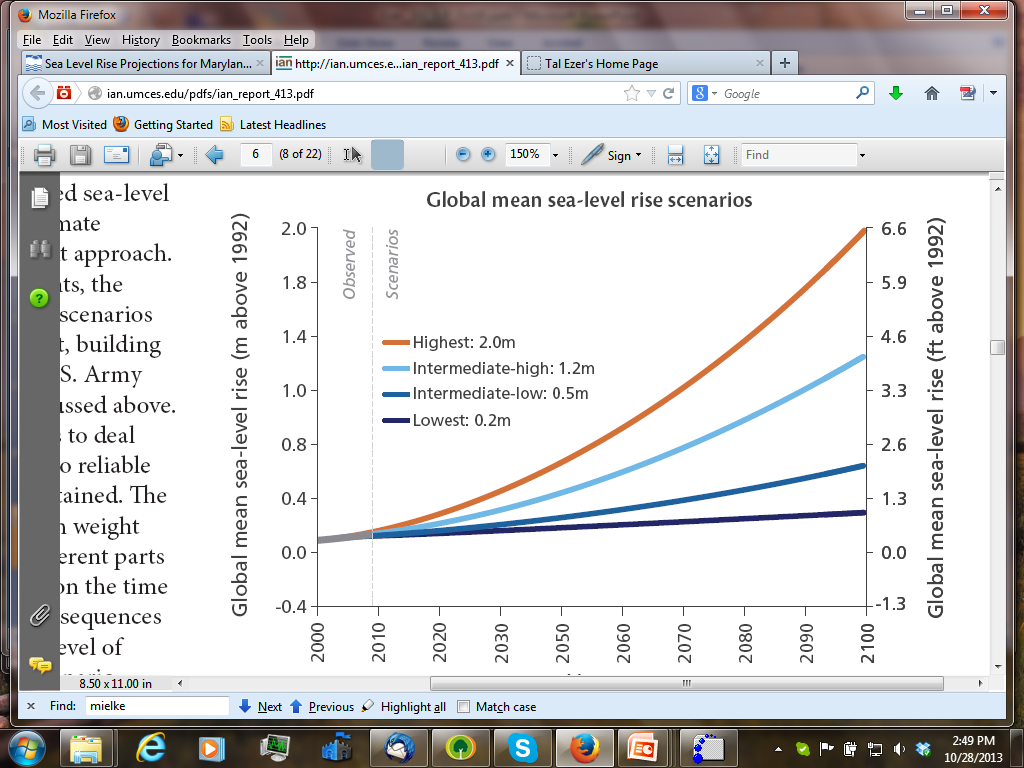 Mozilla Firefox
File Edit View History Bookmarks Tools Help
Sea Level Rise Projections for Marylan... ×
ian http://ian.umces.e...ian_report_413.pdf ×
Tal Ezer's Home Page ×
+
ian.umces.edu/pdfs/ian_report_413.pdf
Google
Most Visited Getting Started Latest Headlines
6 (8 of 22) 150% Sign Find
ed sea-level
mate
t approach.
nts, the
scenarios
t, building
S. Army
ussed above.
s to deal
o reliable
tained. The
n weight
erent parts
on the time
sequences
evel of
Global mean sea-level rise scenarios
Global mean sea-level rise (m above 1992)
2.0
1.8
1.4
1.0
0.8
0.4
0.0
-0.4
Observed
Scenarios
Highest: 2.0m
Intermediate-high: 1.2m
Intermediate-low: 0.5m
Lowest: 0.2m
6.6
5.9
4.6
3.3
2.6
1.3
0.0
-1.3
Global mean sea-level rise (ft above 1992)
2000 2010 2020 2030 2040 2050 2060 2070 2080 2090 2100
8.50 x 11.00 in
× Find: mielke Next Previous Highlight all Match case
2:49 PM
10/28/2013